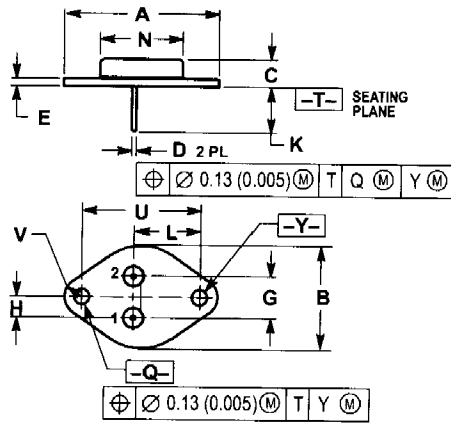 A
N
C
E
–T–
SEATING
PLANE
K
D 2 PL
⌖ ⌀ 0.13 (0.005) Ⓜ T Q Ⓜ Y Ⓜ
U
L
–Y–
V
2
H
G
B
1
–Q–
⌖ ⌀ 0.13 (0.005) Ⓜ T Y Ⓜ